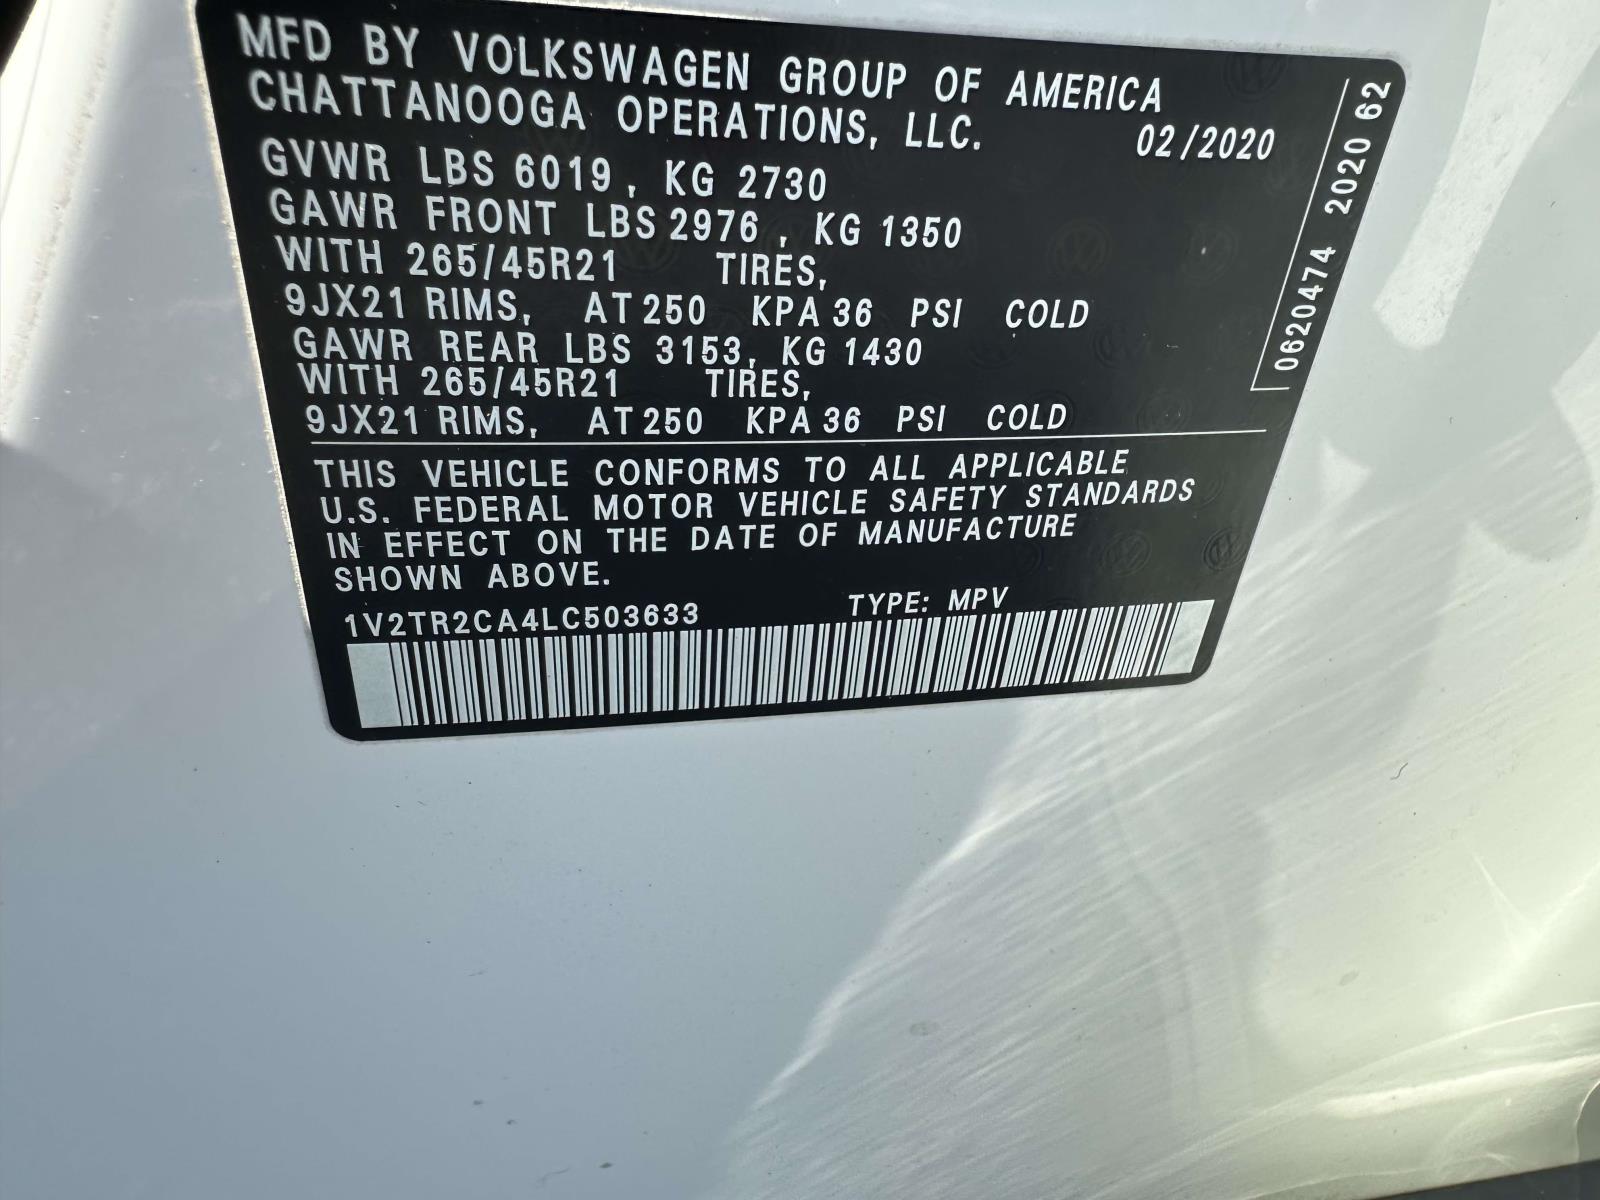 MFD BY VOLKSWAGEN GROUP OF AMERICA
CHATTANOOGA OPERATIONS, LLC. 02/2020
GVWR LBS 6019, KG 2730
GAWR FRONT LBS 2976, KG 1350
WITH 265/45R21 TIRES,
9JX21 RIMS, AT 250 KPA 36 PSI COLD
GAWR REAR LBS 3153, KG 1430
WITH 265/45R21 TIRES,
9JX21 RIMS, AT 250 KPA 36 PSI COLD
THIS VEHICLE CONFORMS TO ALL APPLICABLE
U.S. FEDERAL MOTOR VEHICLE SAFETY STANDARDS
IN EFFECT ON THE DATE OF MANUFACTURE
SHOWN ABOVE.
1V2TR2CA4LC503633 TYPE: MPV
0620474 2020 62